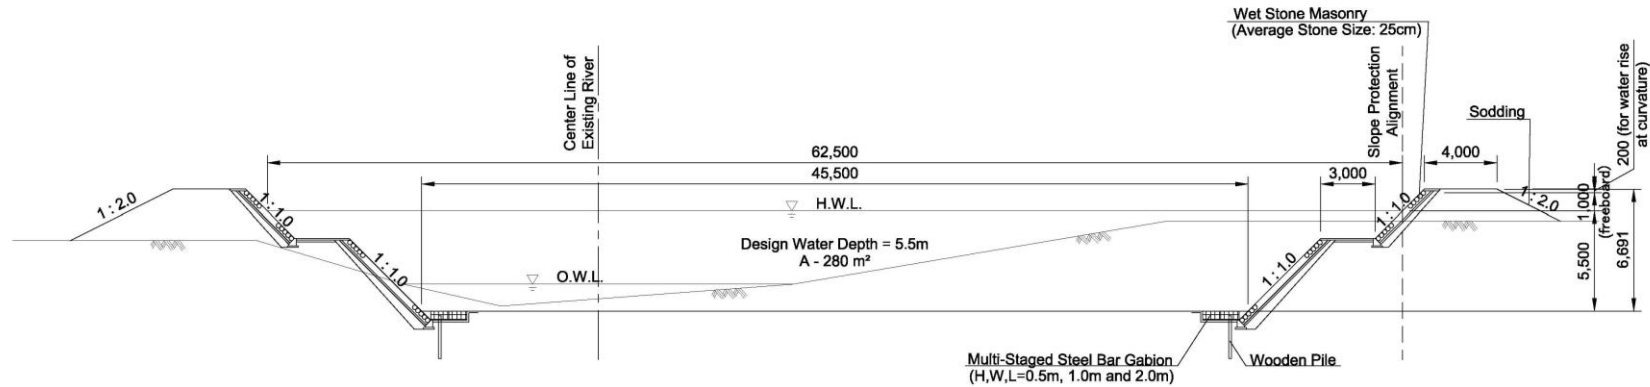 Wet Stone Masonry
(Average Stone Size: 25cm)
Center Line of
Existing River
Slope Protection
Alignment
Sodding
200 (for water rise
at curvature)
62,500
4,000
45,500
3,000
1 : 2.0
1 : 1.0
H.W.L.
1 : 1.0
1 : 2.0
1,000
(freeboard)
Design Water Depth = 5.5m
A - 280 m²
5,500
6,691
1 : 1.0
O.W.L.
1 : 1.0
Multi-Staged Steel Bar Gabion
(H,W,L=0.5m, 1.0m and 2.0m)
Wooden Pile